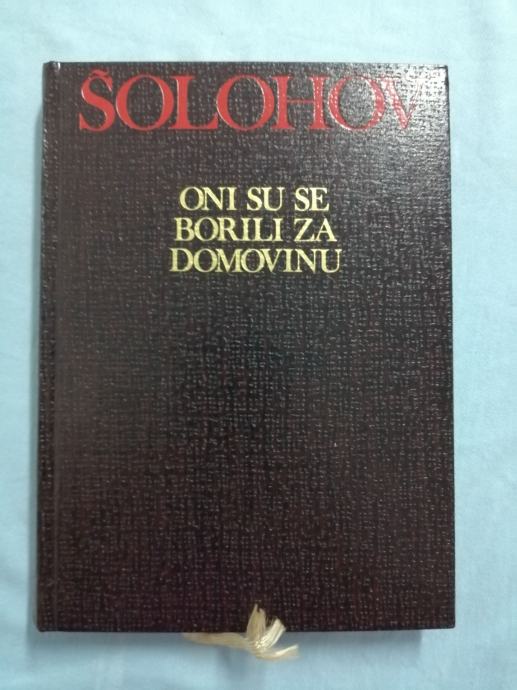 ŠOLOHOV
ONI SU SE
BORILI ZA
DOMOVINU